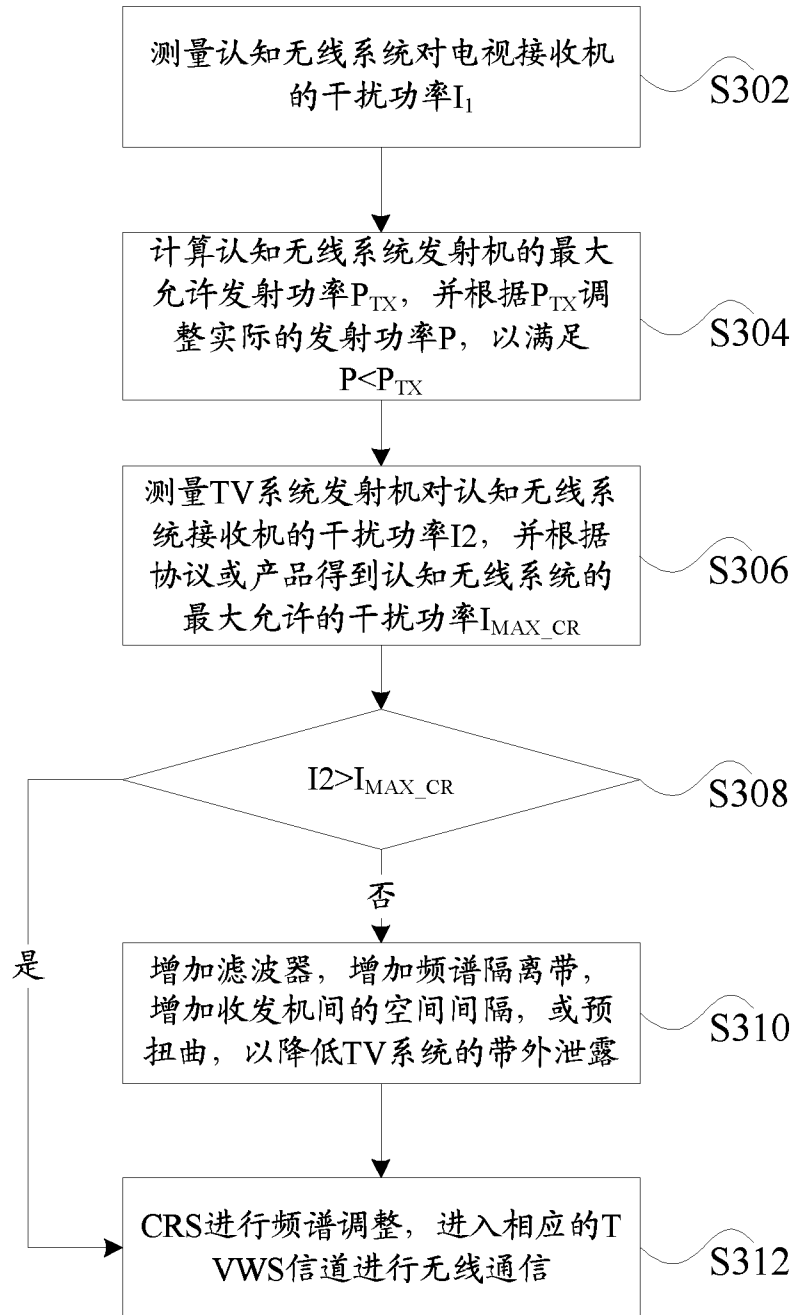 测量认知无线系统对电视接收机
的干扰功率I1
S302
计算认知无线系统发射机的最大
允许发射功率PTX，并根据PTX调
整实际的发射功率P，以满足
P<PTX
S304
测量TV系统发射机对认知无线系
统接收机的干扰功率I2，并根据
协议或产品得到认知无线系统的
最大允许的干扰功率IMAX_CR
S306
I2>IMAX_CR
S308
否
是
增加滤波器，增加频谱隔离带，
增加收发机间的空间间隔，或预
扭曲，以降低TV系统的带外泄露
S310
CRS进行频谱调整，进入相应的T
VWS信道进行无线通信
S312